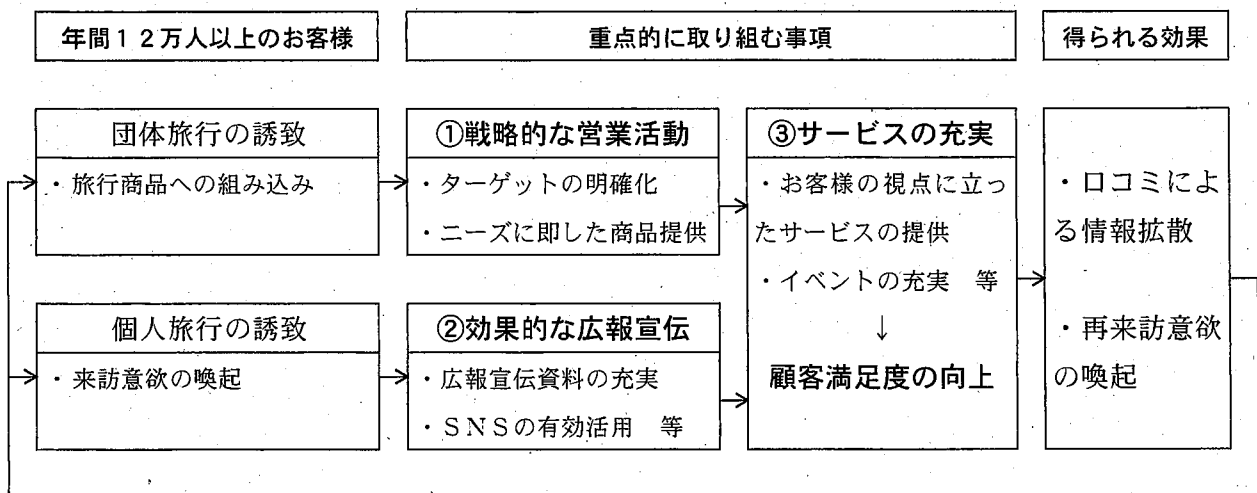 年間12万人以上のお客様
重点的に取り組む事項
得られる効果
団体旅行の誘致
・旅行商品への組み込み
①戦略的な営業活動
・ターゲットの明確化
・ニーズに即した商品提供
個人旅行の誘致
・来訪意欲の喚起
②効果的な広報宣伝
・広報宣伝資料の充実
・SNSの有効活用 等
③サービスの充実
・お客様の視点に立っ
たサービスの提供
・イベントの充実 等
↓
顧客満足度の向上
・口コミによ
る情報拡散
・再来訪意欲
の喚起